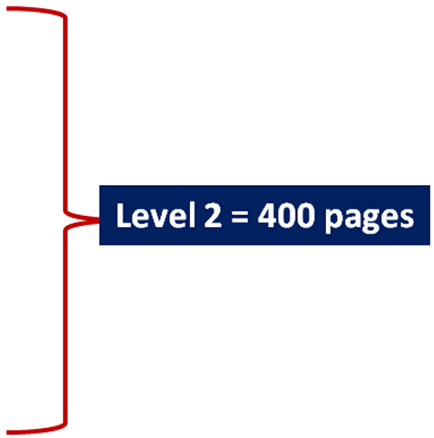 Level 2 = 400 pages